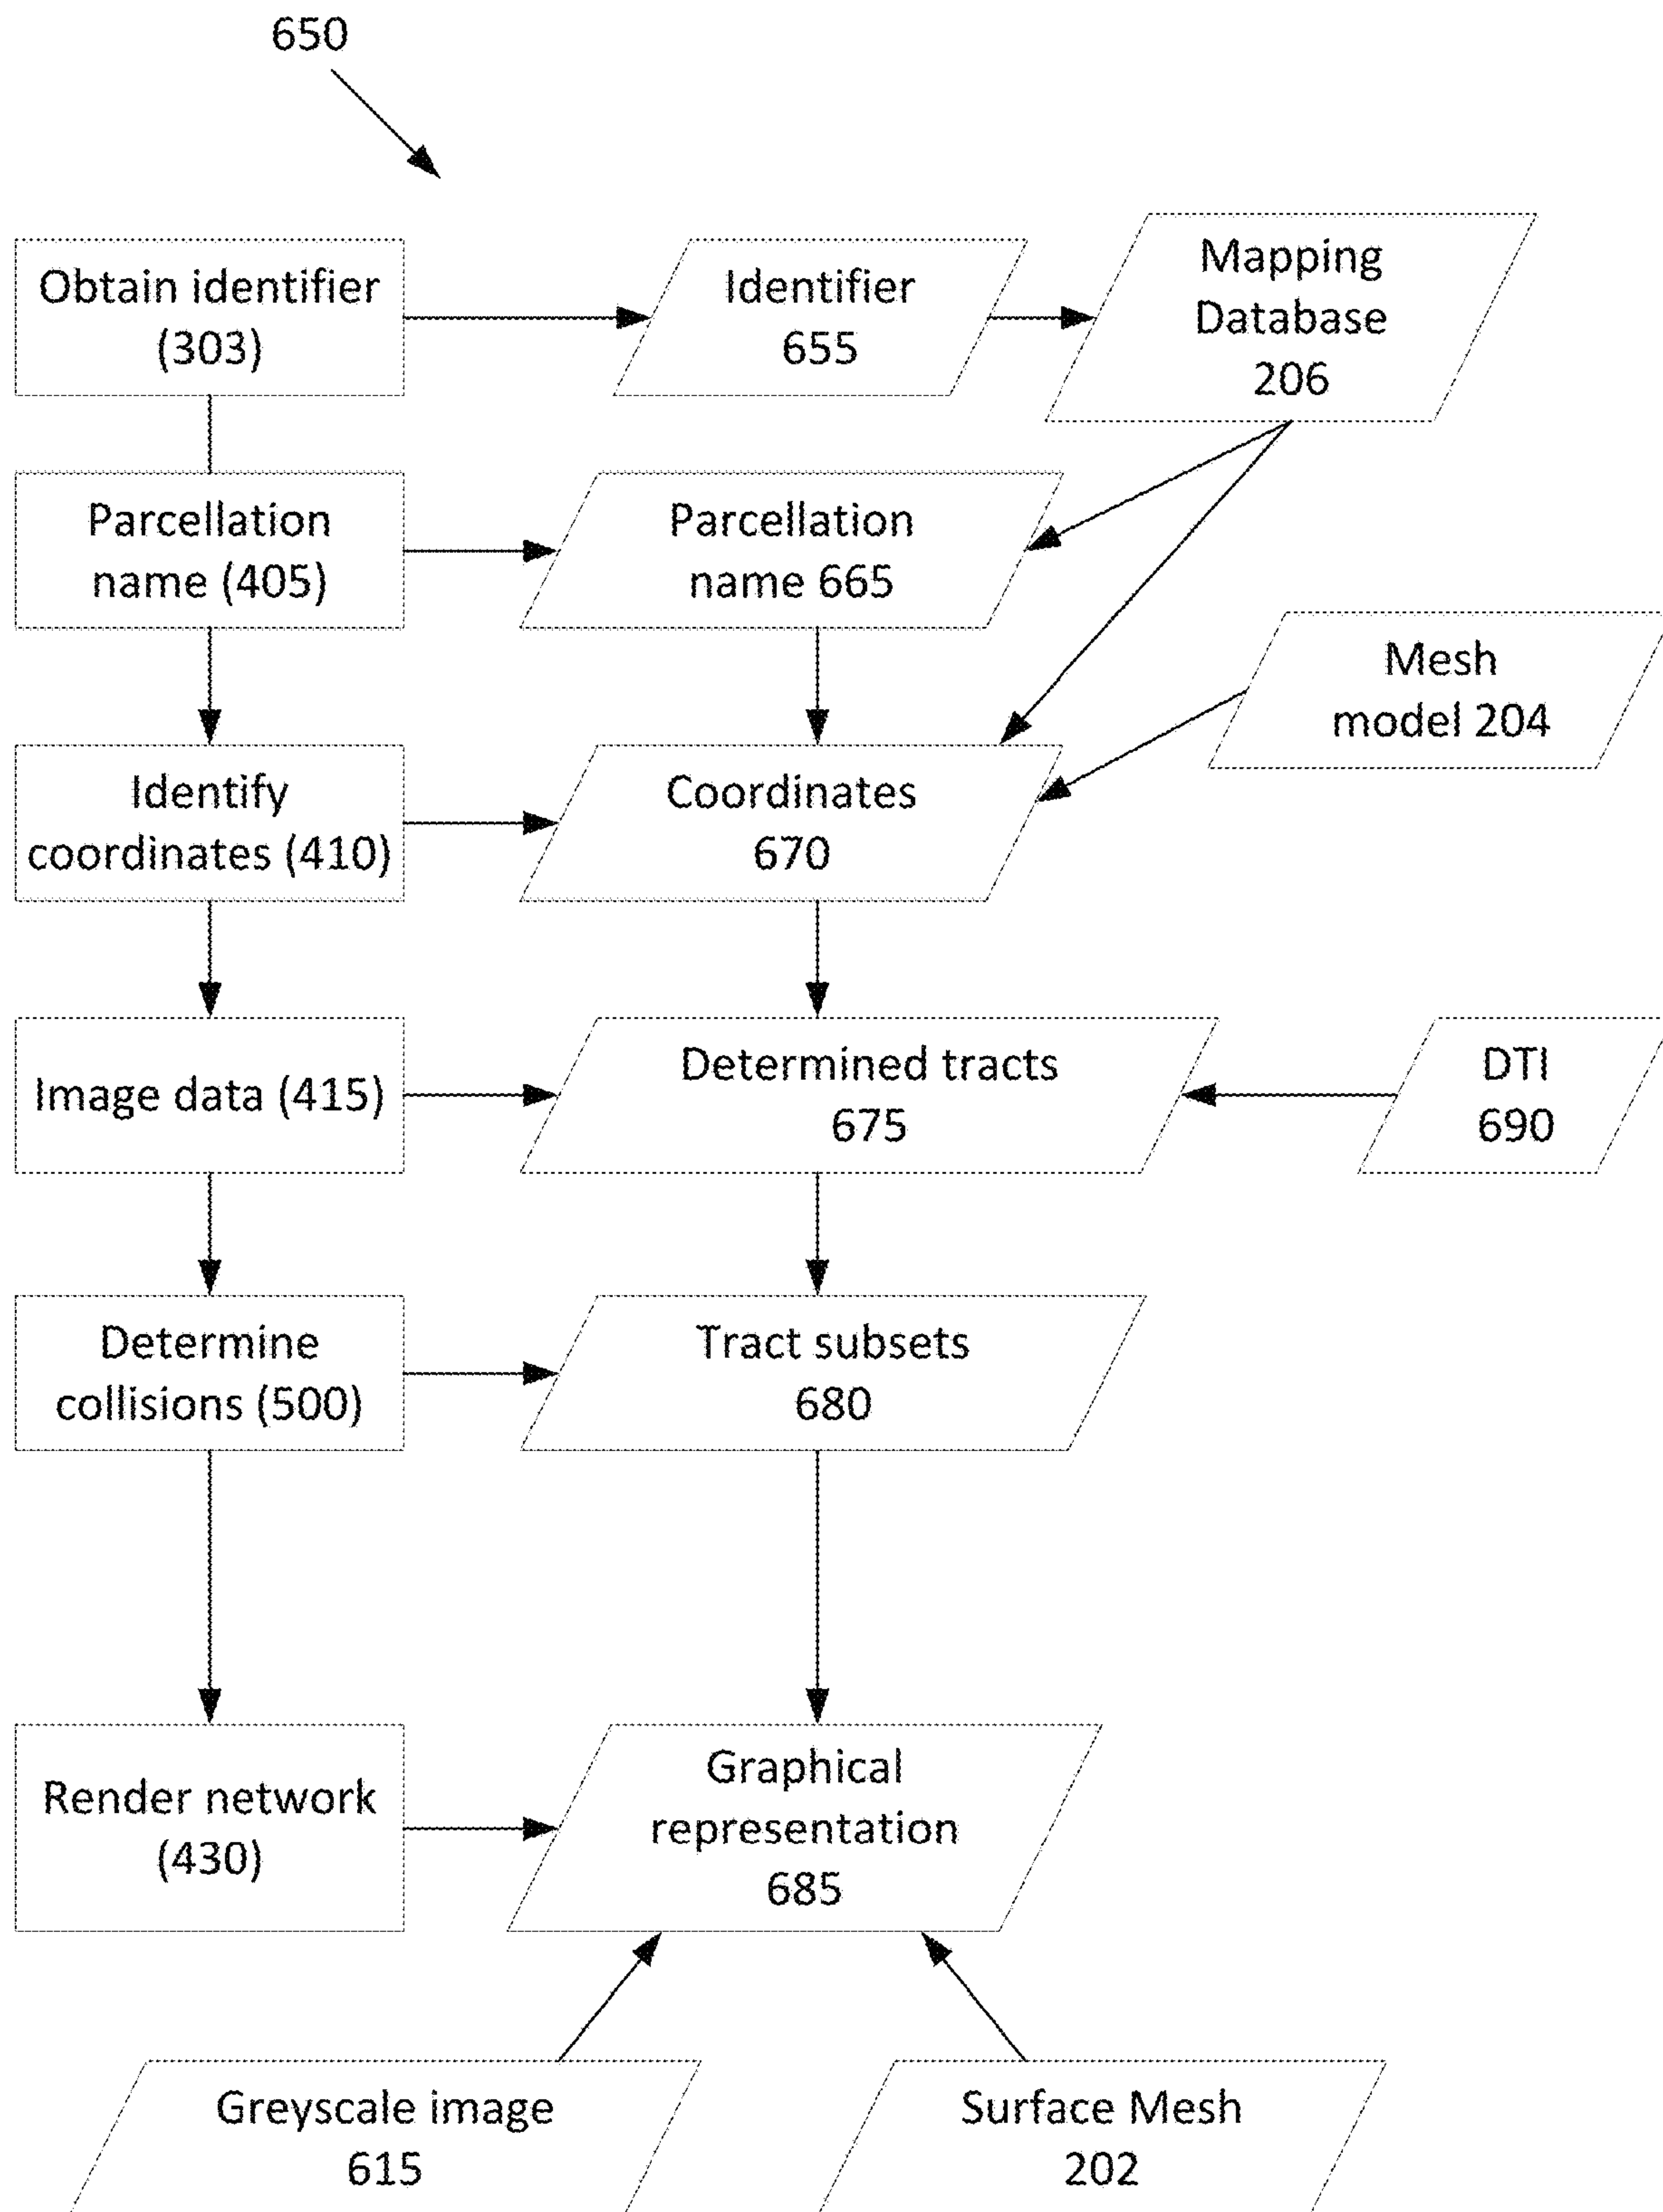 650
Obtain identifier
(303)
Identifier
655
Mapping
Database
206
Parcellation
name (405)
Parcellation
name 665
Mesh
model 204
Identify
coordinates (410)
Coordinates
670
Image data (415)
Determined tracts
675
DTI
690
Determine
collisions (500)
Tract subsets
680
Render network
(430)
Graphical
representation
685
Greyscale image
615
Surface Mesh
202